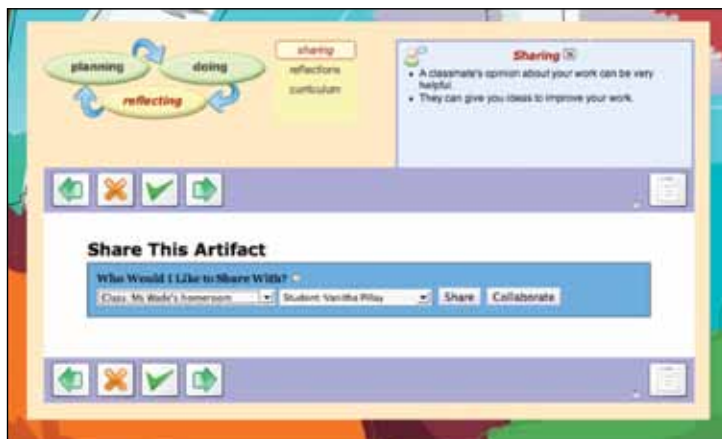 planning
doing
reflecting
sharing
reflections
curriculum
Sharing
• A classmate's opinion about your work can be very
helpful.
• They can give you ideas to improve your work.
Share This Artifact
Who Would I Like to Share With?
Class: Ms Wade's homeroom
Student: Vanitha Pillay
Share
Collaborate